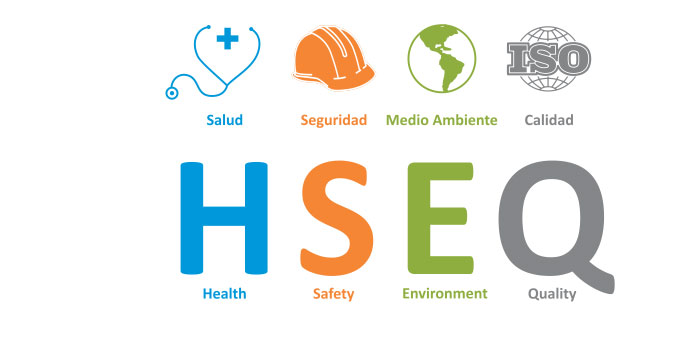 ISO
Salud Seguridad Medio Ambiente Calidad
HSEQ
Health Safety Environment Quality